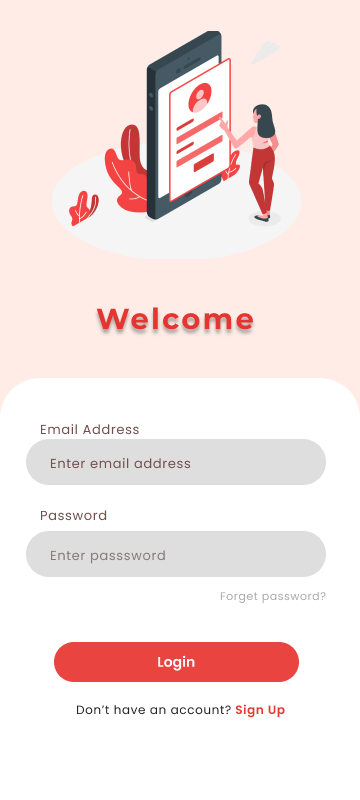 Welcome
Email Address
Enter email address
Password
Enter passsword
Forget password?
Login
Don't have an account? Sign Up